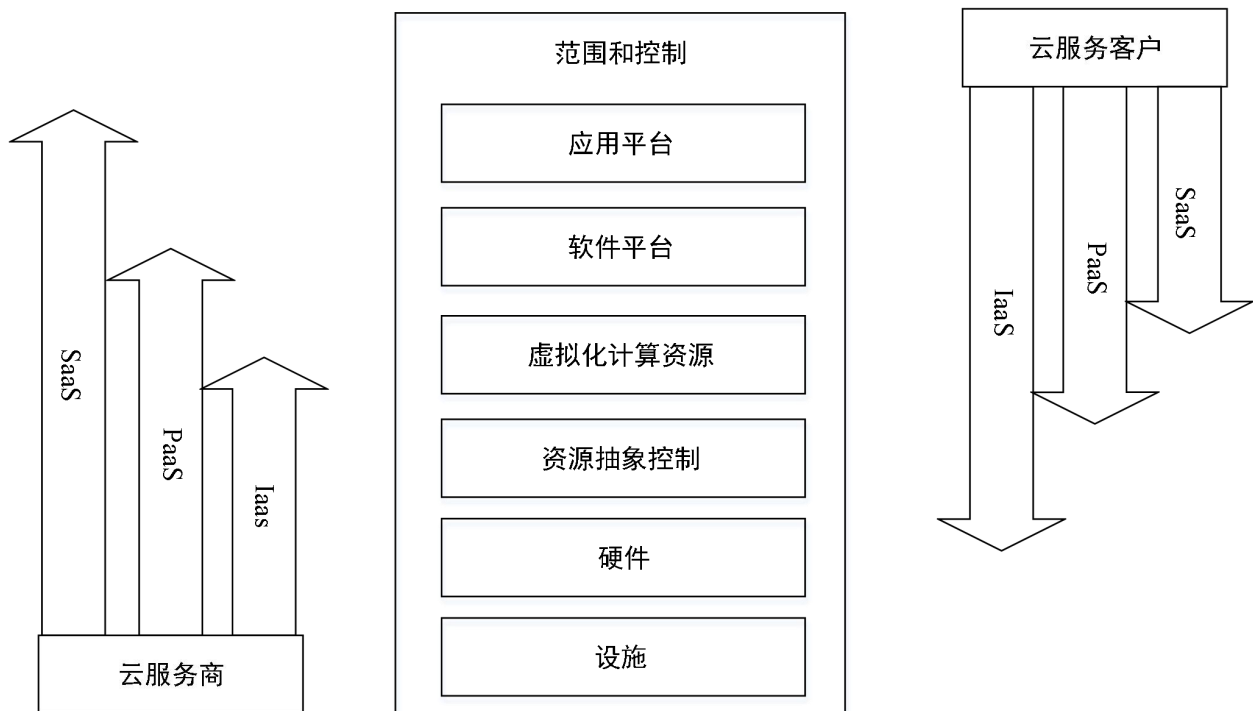 范围和控制
应用平台
软件平台
虚拟化计算资源
资源抽象控制
硬件
设施
SaaS
PaaS
Iaas
云服务商
云服务客户
IaaS
PaaS
SaaS